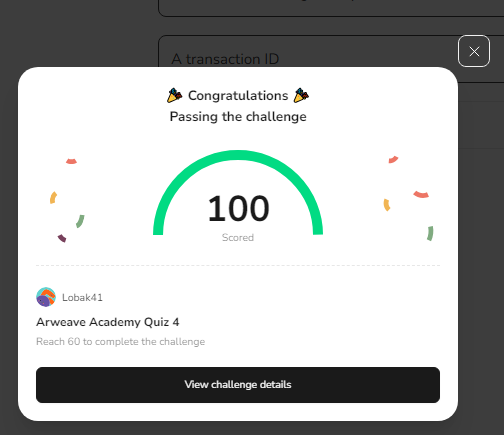 A transaction ID
Congratulations
Passing the challenge
100
Scored
Lobak41
Arweave Academy Quiz 4
Reach 60 to complete the challenge
View challenge details